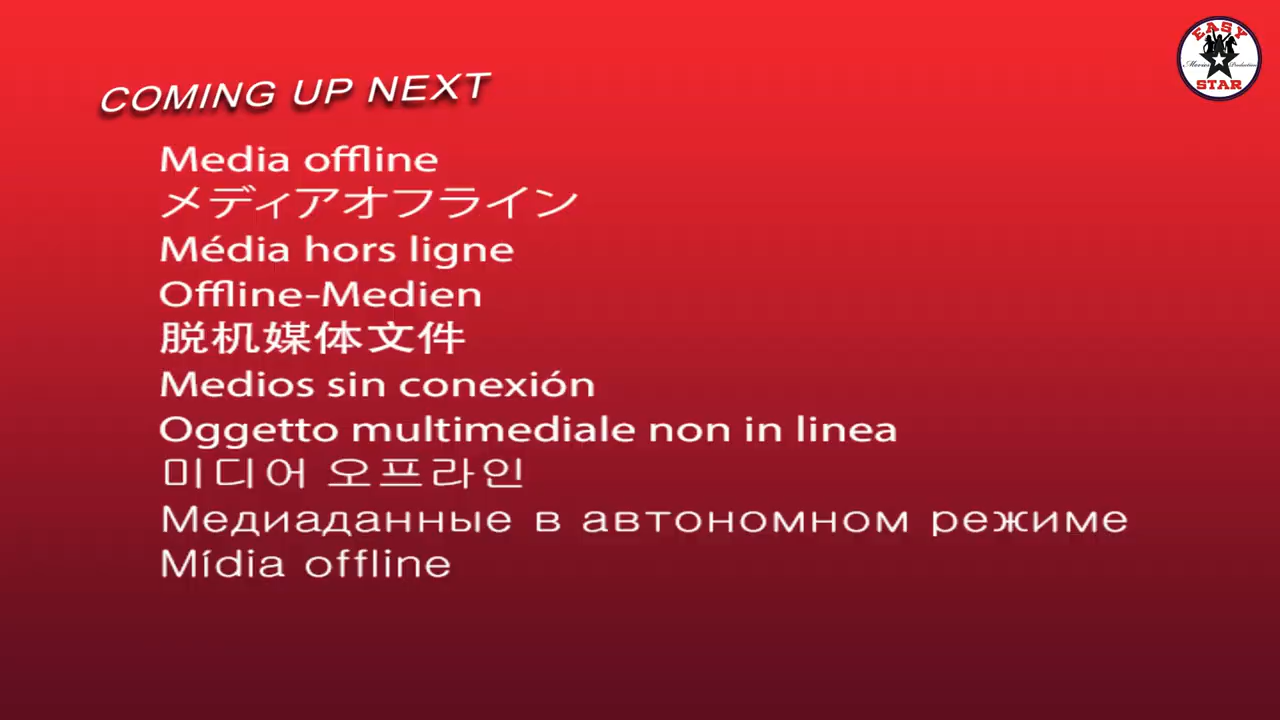 COMING UP NEXT
EASY
Movies Production
STAR
Media offline
メディアオフライン
Média hors ligne
Offline-Medien
脱机媒体文件
Medios sin conexión
Oggetto multimediale non in linea
미디어 오프라인
Медиаданные в автономном режиме
Mídia offline